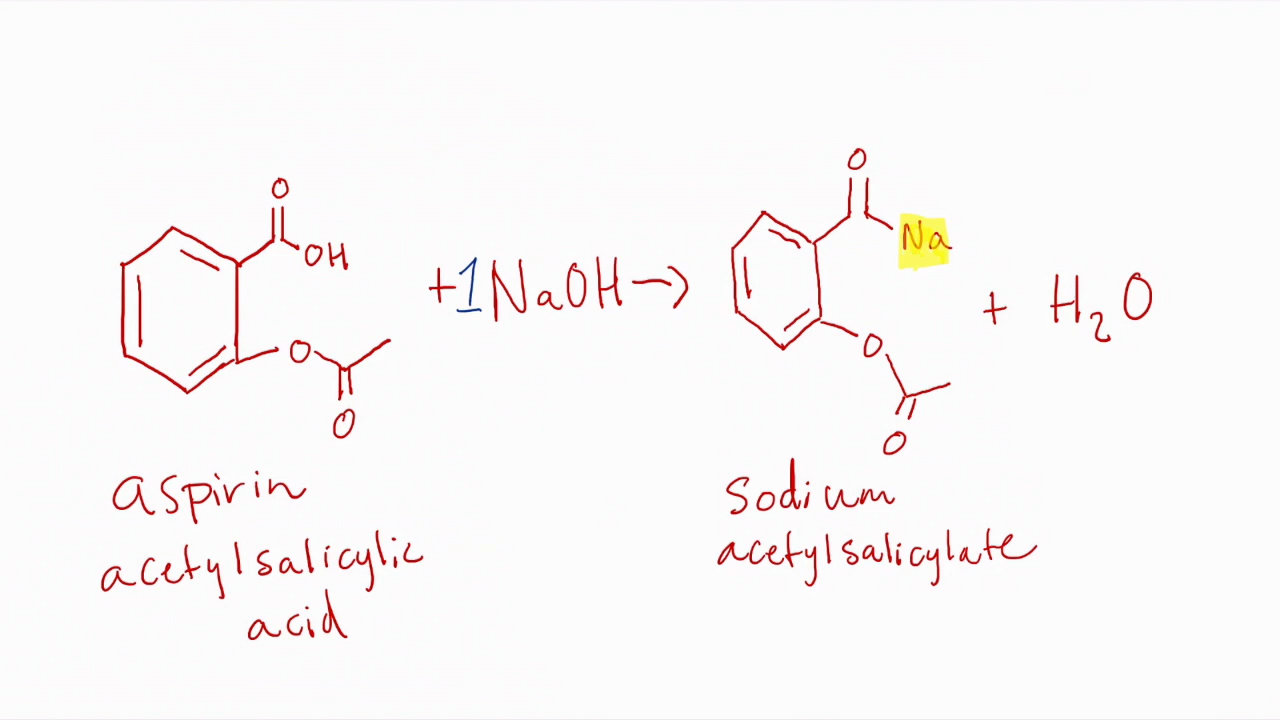 O
OH
O
O
+1NaOH→
O
Na
O
O
+ H₂O
aspirin
acetylsalicylic
acid
sodium
acetylsalicylate